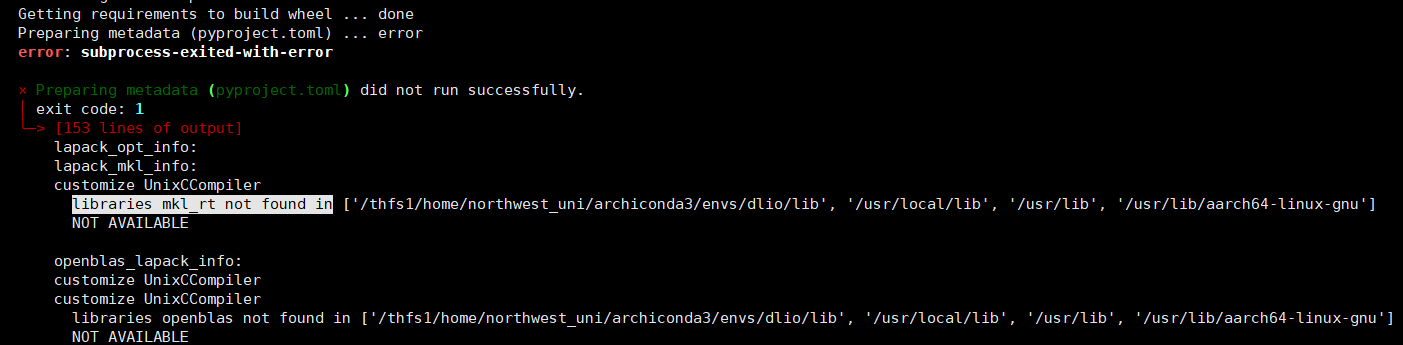 Getting requirements to build wheel ... done
Preparing metadata (pyproject.toml) ... error
error: subprocess-exited-with-error
× Preparing metadata (pyproject.toml) did not run successfully.
│ exit code: 1
╰─> [153 lines of output]
lapack_opt_info:
lapack_mkl_info:
customize UnixCCompiler
libraries mkl_rt not found in ['/thfs1/home/northwest_uni/archiconda3/envs/dlio/lib', '/usr/local/lib', '/usr/lib', '/usr/lib/aarch64-linux-gnu']
NOT AVAILABLE
openblas_lapack_info:
customize UnixCCompiler
customize UnixCCompiler
libraries openblas not found in ['/thfs1/home/northwest_uni/archiconda3/envs/dlio/lib', '/usr/local/lib', '/usr/lib', '/usr/lib/aarch64-linux-gnu']
NOT AVAILABLE